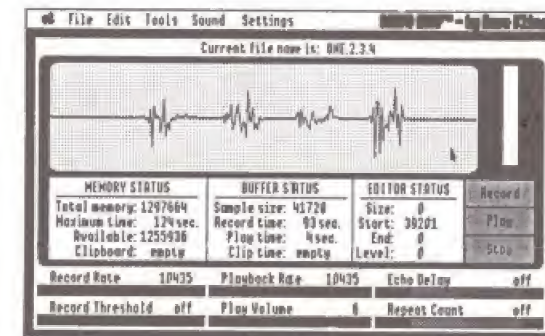 File Edit Tools Sound Settings
Current file name is: ONE.2.3.4
MEMORY STATUS BUFFER STATUS EDITOR STATUS
Total memory: 1297664 Sample size: 41720 Size: 0 Record
Maximum time: 124 sec. Record time: 93 sec. Start: 39201
Available: 1255936 Play time: 4 sec. End: 0 Play
Clipboard: empty Clip time: empty Level: 0 Stop
Record Rate 10435 Playback Rate 10435 Echo Delay off
Record Threshold off Play Volume 6 Repeat Count off